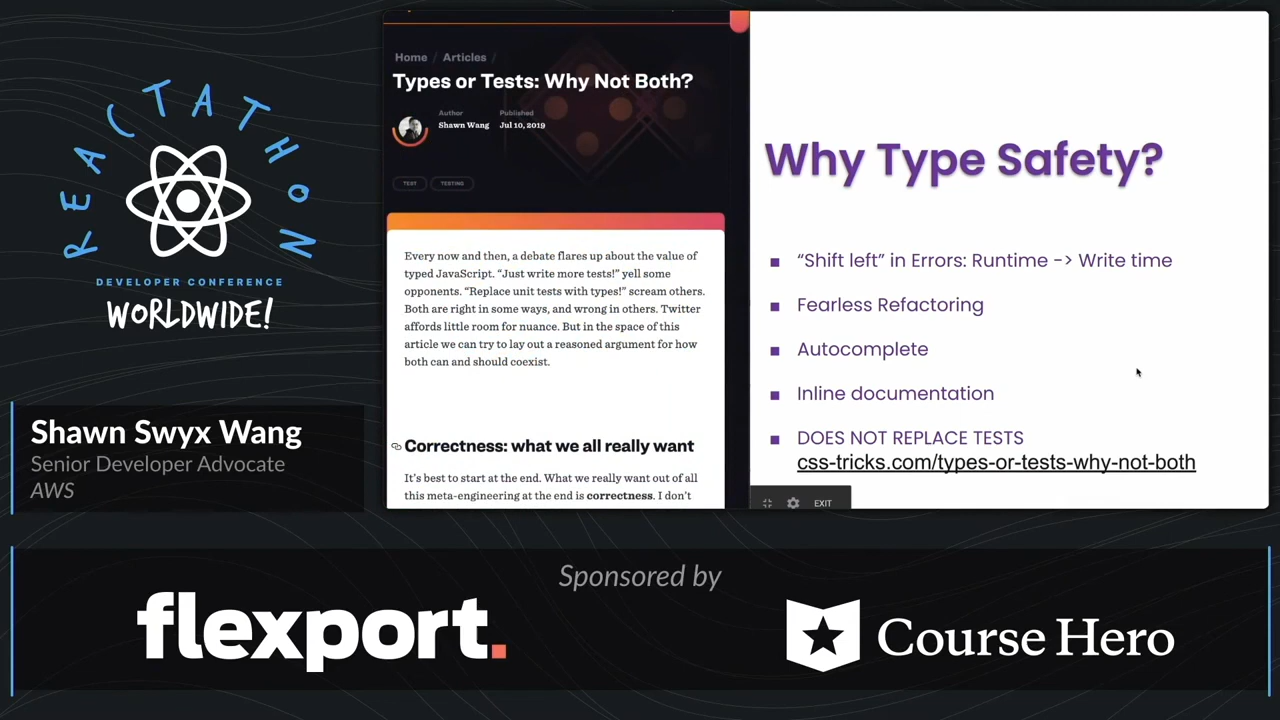 REACTATHON
DEVELOPER CONFERENCE
WORLDWIDE!
Shawn Swyx Wang
Senior Developer Advocate
AWS
Home / Articles /
Types or Tests: Why Not Both?
Author
Shawn Wang
Published
Jul 10, 2019
TEST
TESTING
Every now and then, a debate flares up about the value of
typed JavaScript. “Just write more tests!” yell some
opponents. “Replace unit tests with types!” scream others.
Both are right in some ways, and wrong in others. Twitter
affords little room for nuance. But in the space of this
article we can try to lay out a reasoned argument for how
both can and should coexist.
Correctness: what we all really want
It’s best to start at the end. What we really want out of all
this meta-engineering at the end is correctness. I don’t
Why Type Safety?
■ “Shift left” in Errors: Runtime -> Write time
■ Fearless Refactoring
■ Autocomplete
■ Inline documentation
■ DOES NOT REPLACE TESTS
css-tricks.com/types-or-tests-why-not-both
EXIT
Sponsored by
flexport.
Course Hero